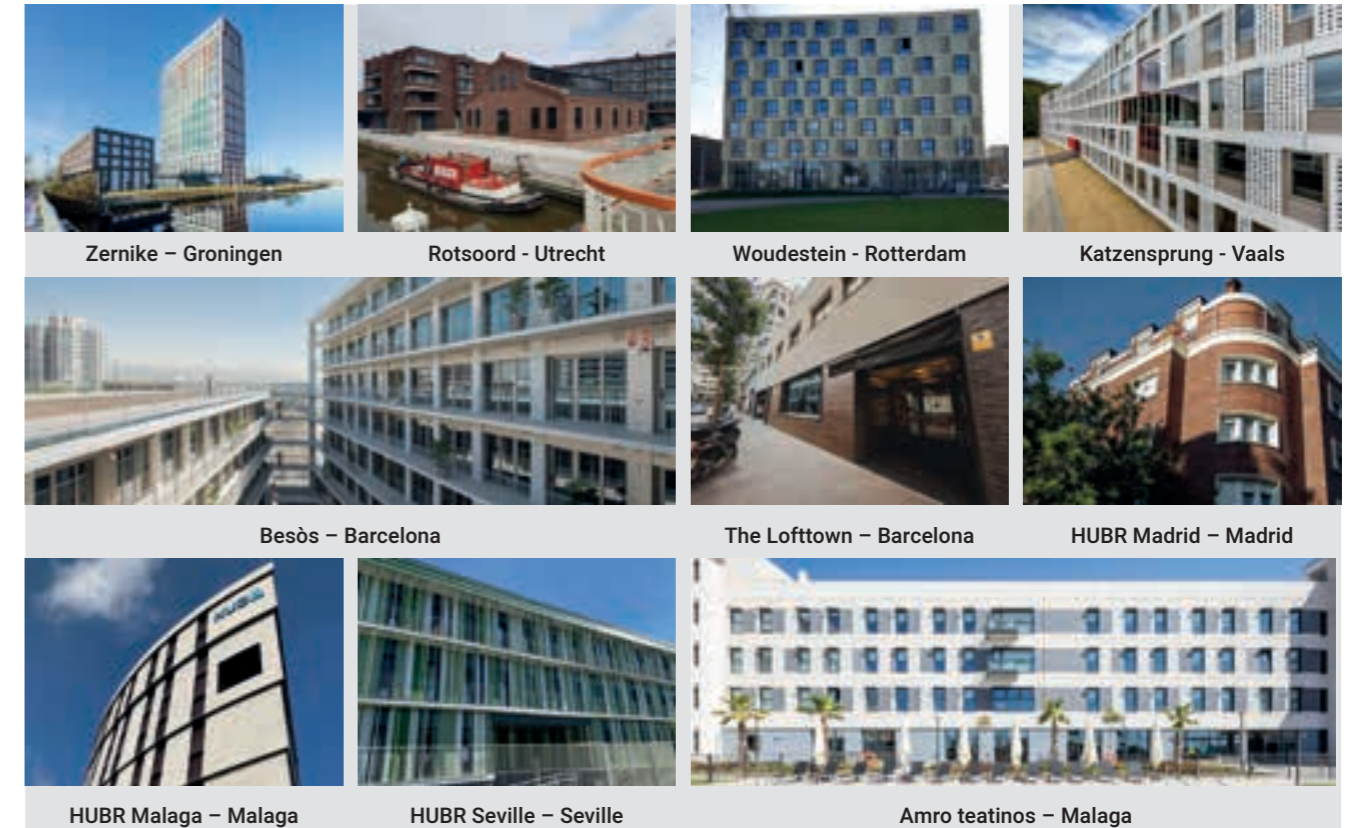 Zernike – Groningen
Rotsoord - Utrecht
Woudestein - Rotterdam
Katzensprung - Vaals
Besòs – Barcelona
The Lofttown – Barcelona
HUBR Madrid – Madrid
HUBR
HUBR Malaga – Malaga
HUBR Seville – Seville
Amro teatinos – Malaga